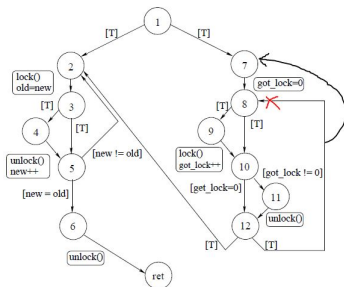 1
[T]
[T]
2
7
lock()
old=new
got_lock=0
[T]
3
8
[T]
[T]
[T]
4
9
unlock()
new++
lock()
got_lock++
5
[new != old]
10
[got_lock != 0]
[new = old]
[get_lock=0]
11
unlock()
6
12
[T]
[T]
unlock()
ret